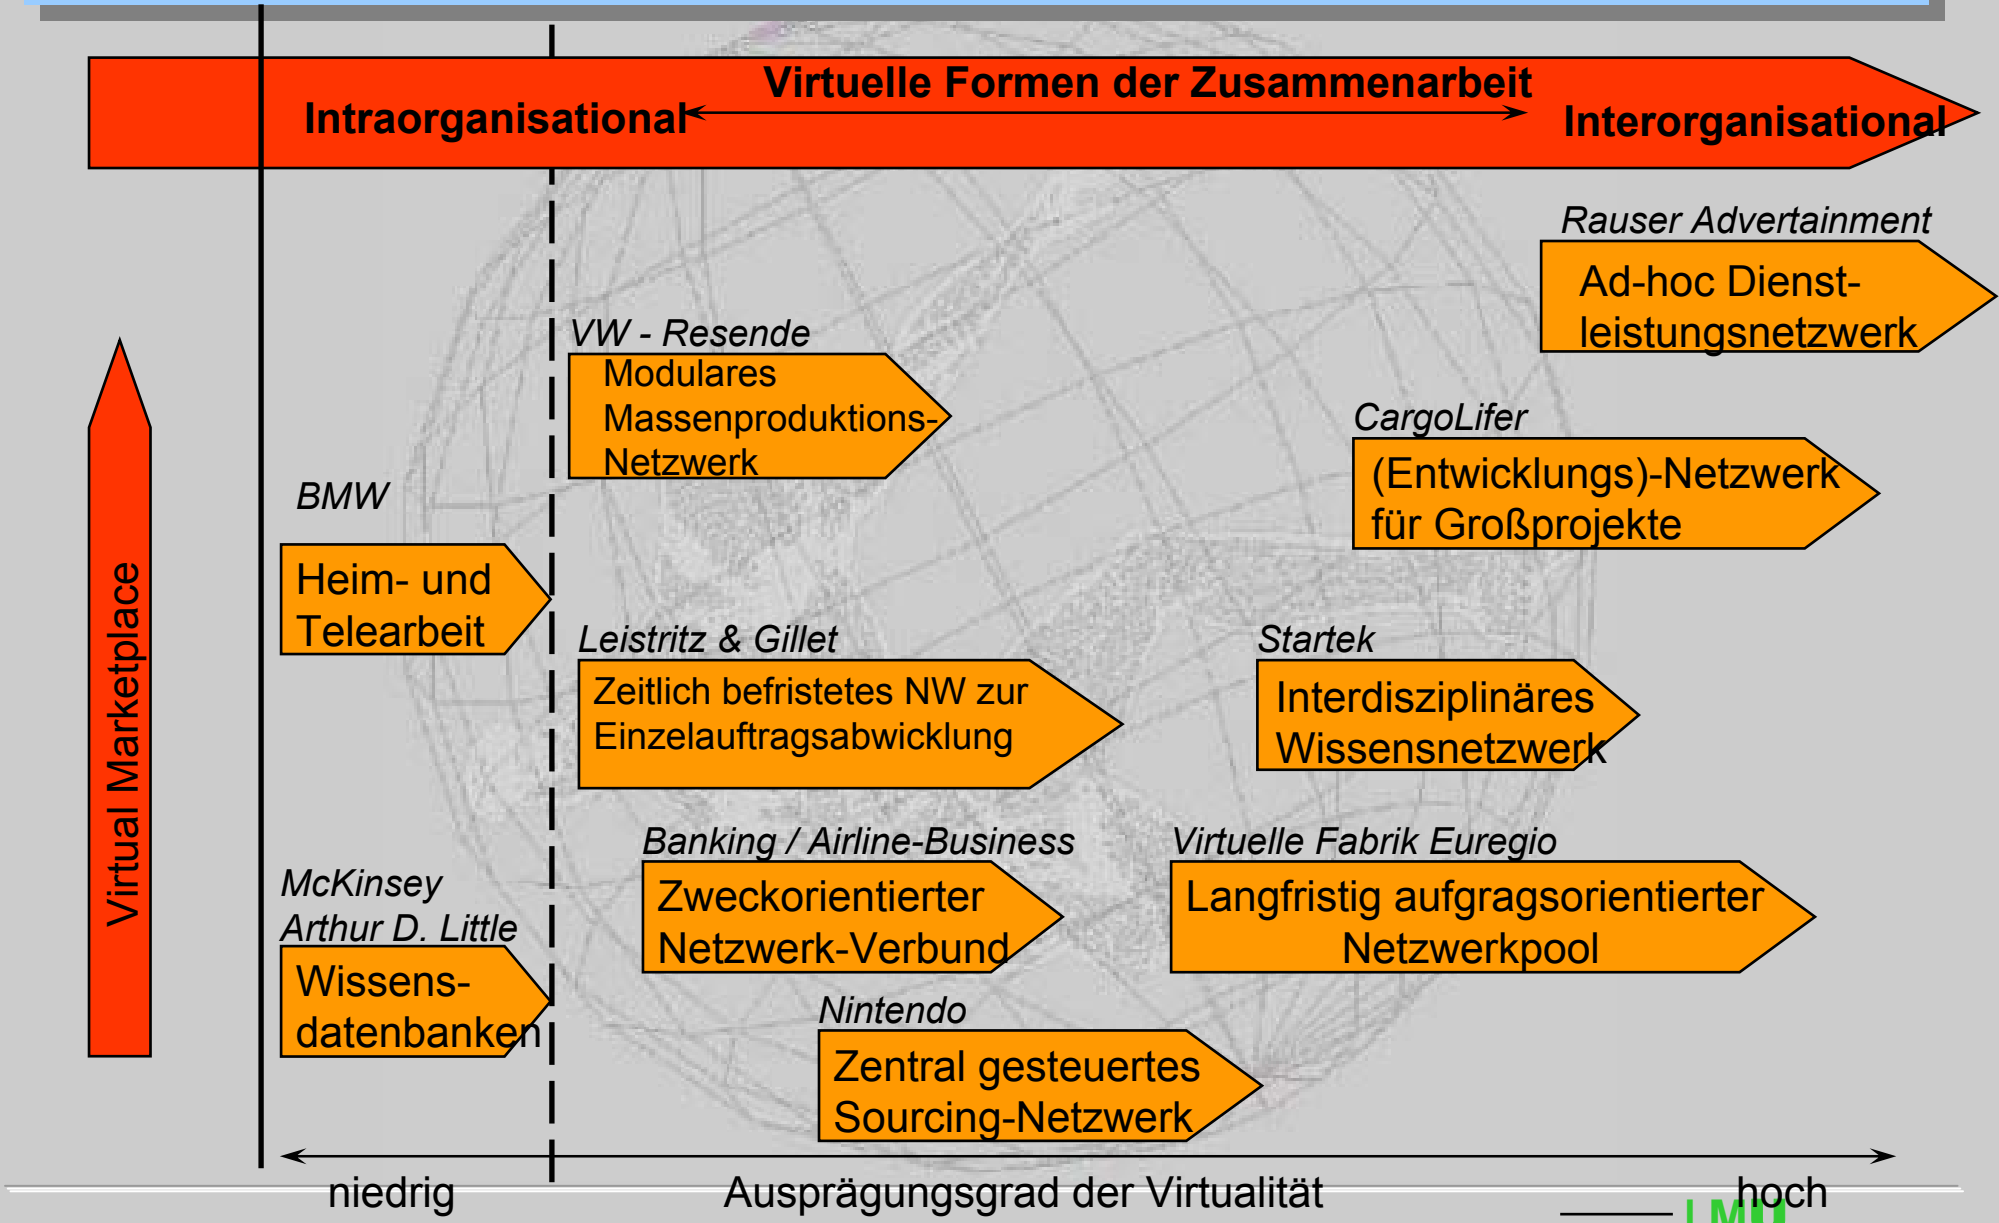 Virtuelle Formen der Zusammenarbeit
Intraorganisational
Interorganisational
Rauser Advertainment
Ad-hoc Dienst-
leistungsnetzwerk
VW - Resende
Modulares
Massenproduktions-
Netzwerk
CargoLifer
(Entwicklungs)-Netzwerk
für Großprojekte
BMW
Heim- und
Telearbeit
Leistritz & Gillet
Zeitlich befristetes NW zur
Einzelauftragsabwicklung
Startek
Interdisziplinäres
Wissensnetzwerk
Virtual Marketplace
Banking / Airline-Business
Zweckorientierter
Netzwerk-Verbund
Virtuelle Fabrik Euregio
Langfristig aufgragsorientierter
Netzwerkpool
McKinsey
Arthur D. Little
Wissens-
datenbanken
Nintendo
Zentral gesteuertes
Sourcing-Netzwerk
niedrig
Ausprägungsgrad der Virtualität
hoch
LMU